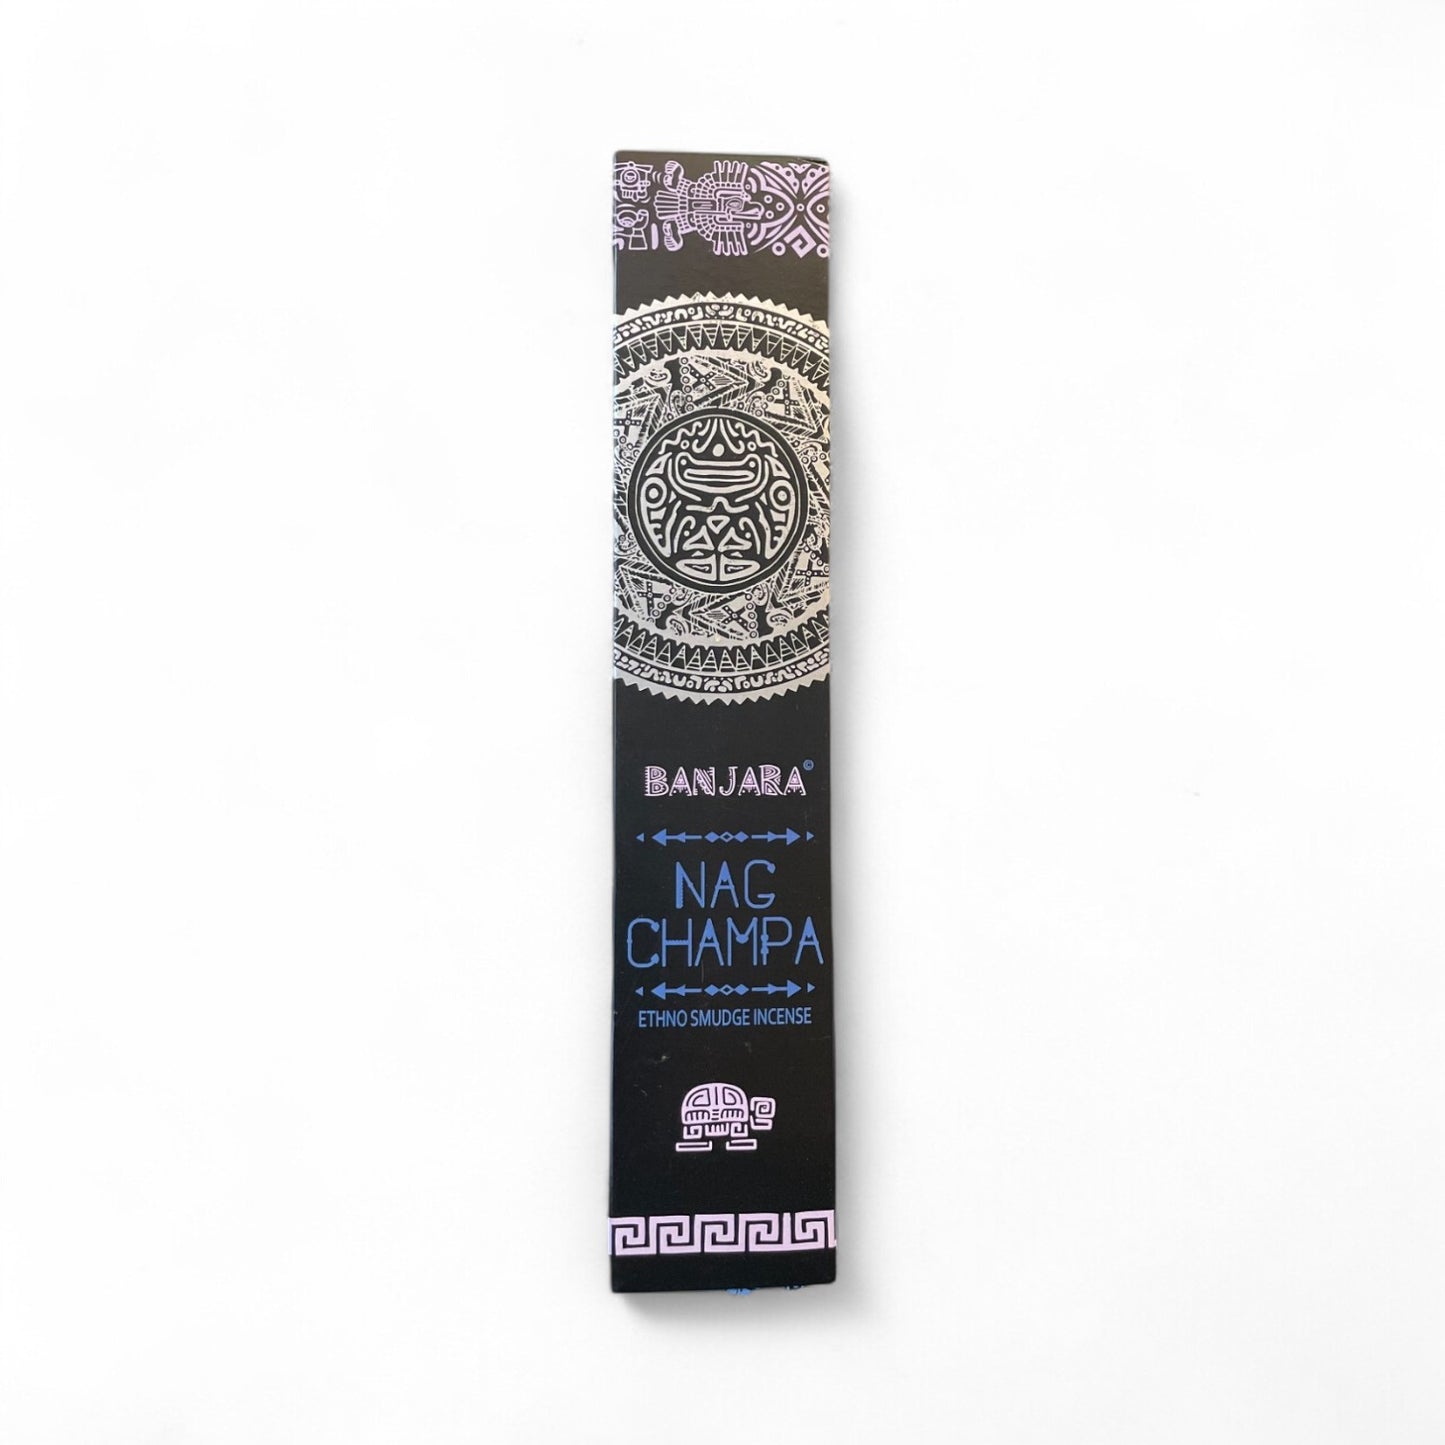 BANJARA©
NAG
CHAMPA
ETHNO SMUDGE INCENSE